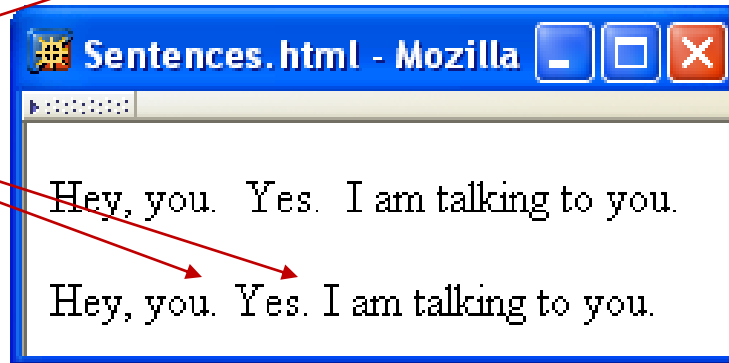 Sentences.html - Mozilla
Hey, you.  Yes.  I am talking to you.
Hey, you. Yes. I am talking to you.